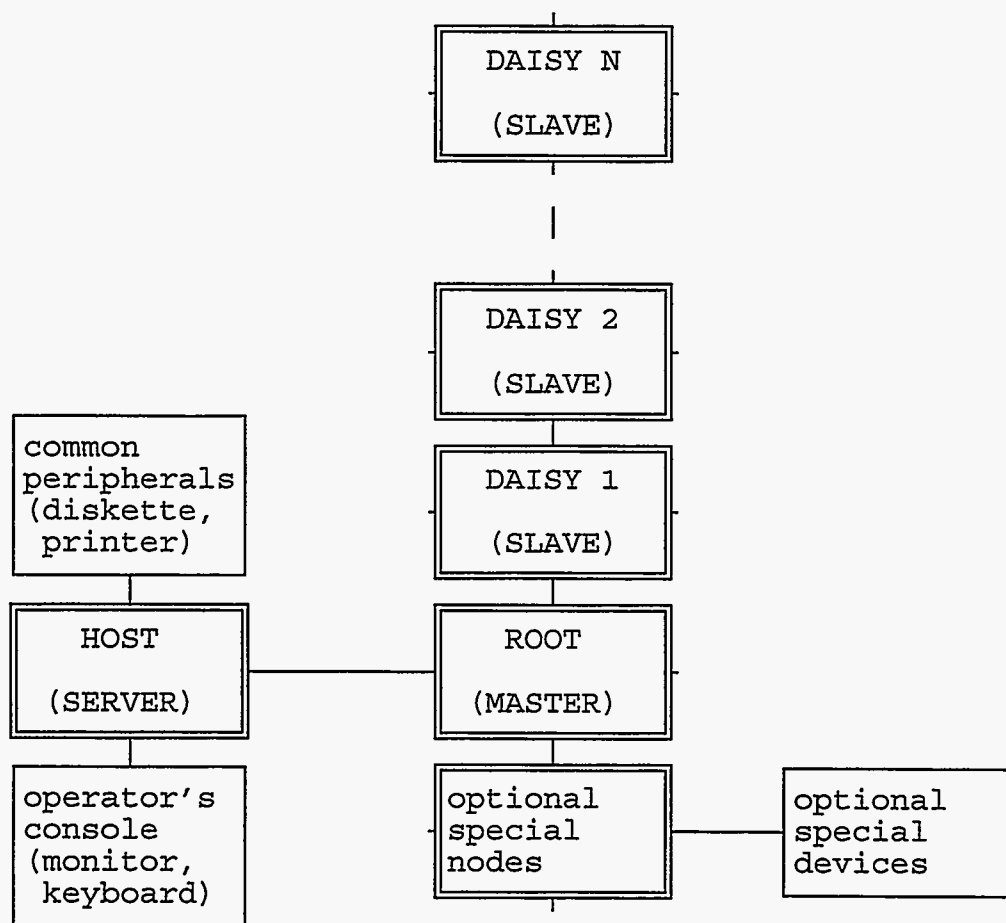 DAISY N
(SLAVE)
DAISY 2
(SLAVE)
common
peripherals
(diskette,
printer)
DAISY 1
(SLAVE)
HOST
(SERVER)
ROOT
(MASTER)
operator's
console
(monitor,
keyboard)
optional
special
nodes
optional
special
devices